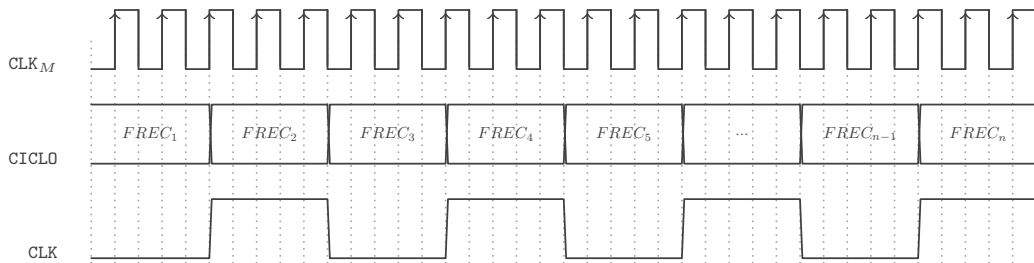 CLK_M
FREC_1 FREC_2 FREC_3 FREC_4 FREC_5 ... FREC_{n-1} FREC_n
CICLO
CLK